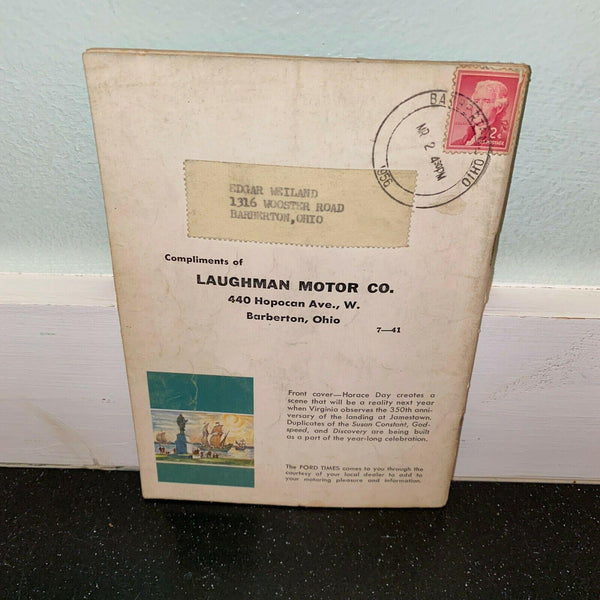 BARBERTON OHIO
2 430PM
1956
2¢
EDGAR WEILAND
1316 WOOSTER ROAD
BARBERTON, OHIO
Compliments of
LAUGHMAN MOTOR CO.
440 Hopocan Ave., W.
Barberton, Ohio
7—41
Front cover—Horace Day creates a
scene that will be a reality next year
when Virginia observes the 350th anni-
versary of the landing at Jamestown.
Duplicates of the Susan Constant, God-
speed, and Discovery are being built
as a part of the year-long celebration.
The FORD TIMES comes to you through the
courtesy of your local dealer to add to
your motoring pleasure and information.